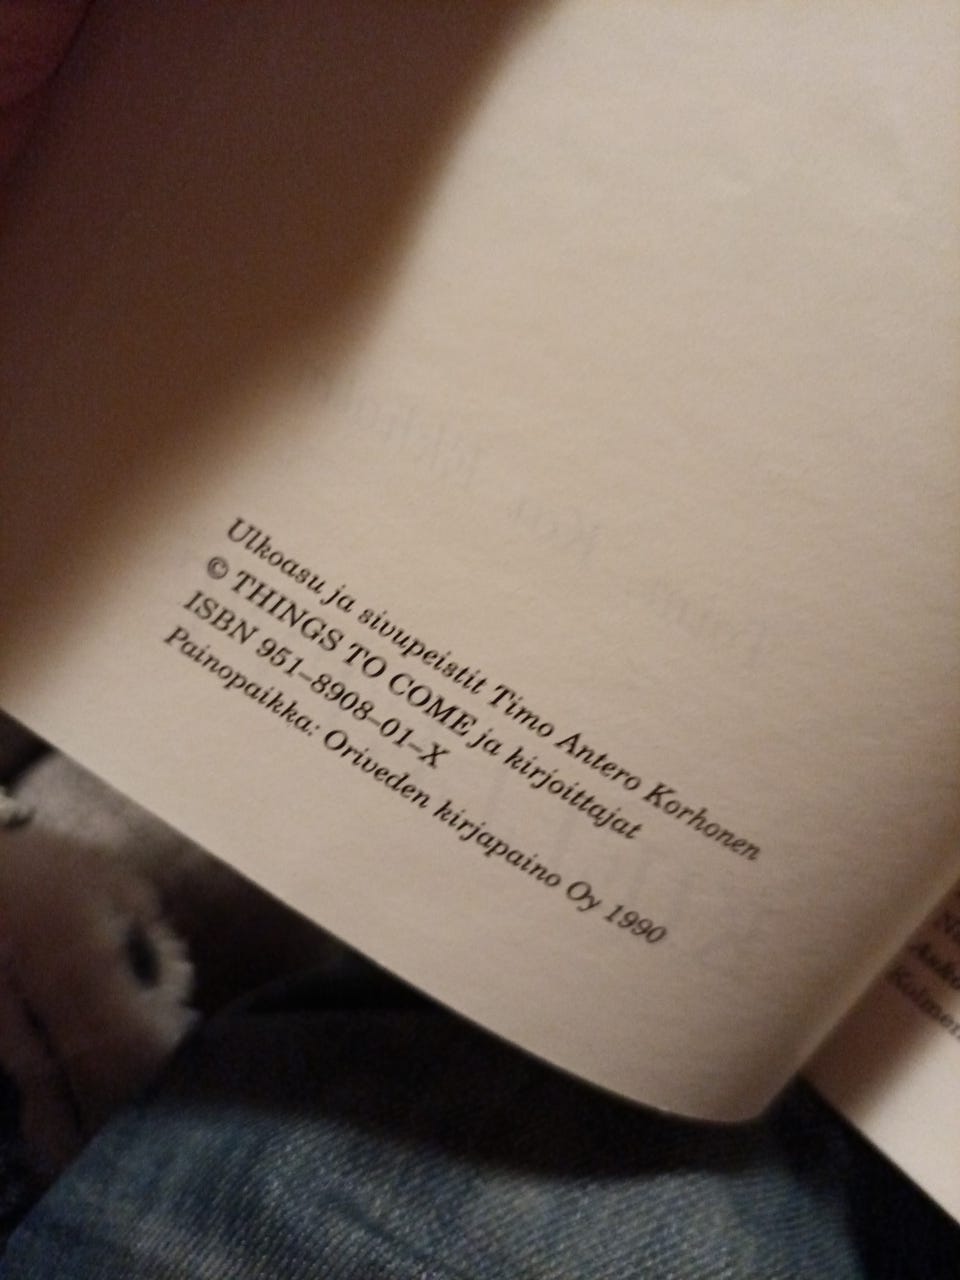 Ulkoasu ja sivupeistit Timo Antero Korhonen
© THINGS TO COME ja kirjoittajat
ISBN 951–8908–01–X
Painopaikka: Oriveden kirjapaino Oy 1990